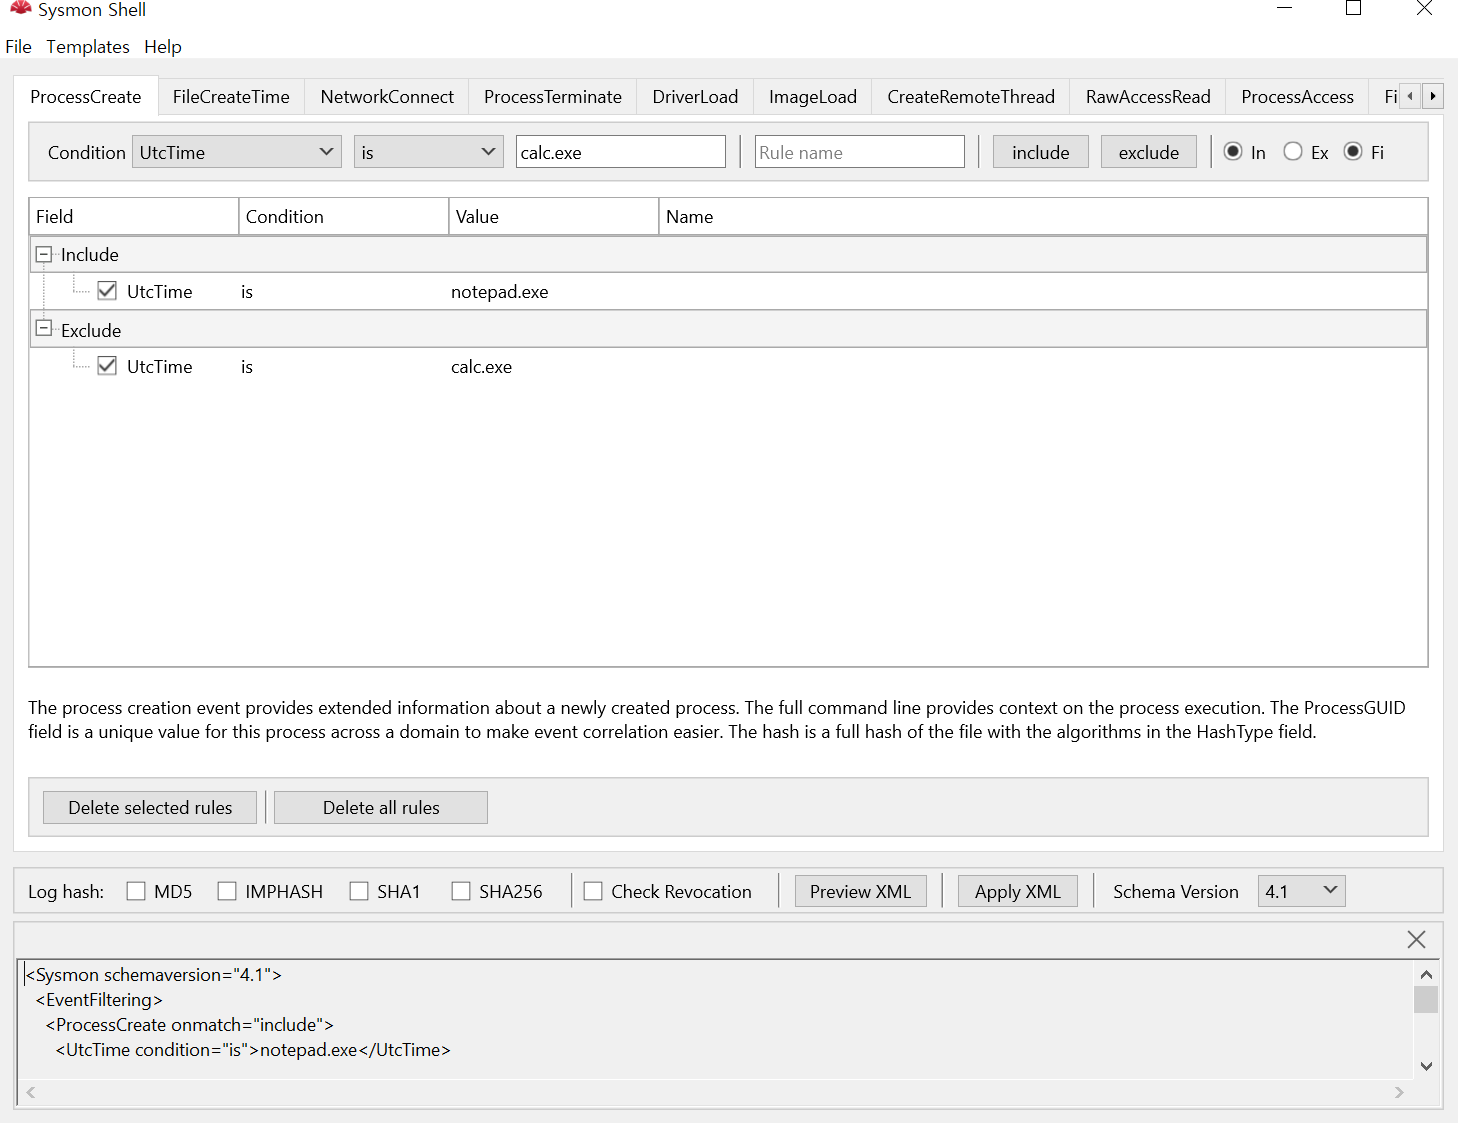 Sysmon Shell
File Templates Help
ProcessCreate FileCreateTime NetworkConnect ProcessTerminate DriverLoad ImageLoad CreateRemoteThread RawAccessRead ProcessAccess Fi
Condition UtcTime is calc.exe Rule name include exclude In Ex Fi
Field Condition Value Name
Include
UtcTime is notepad.exe
Exclude
UtcTime is calc.exe
The process creation event provides extended information about a newly created process. The full command line provides context on the process execution. The ProcessGUID
field is a unique value for this process across a domain to make event correlation easier. The hash is a full hash of the file with the algorithms in the HashType field.
Delete selected rules Delete all rules
Log hash: MD5 IMPHASH SHA1 SHA256 Check Revocation Preview XML Apply XML Schema Version 4.1
<Sysmon schemaversion="4.1">
<EventFiltering>
<ProcessCreate onmatch="include">
<UtcTime condition="is">notepad.exe</UtcTime>